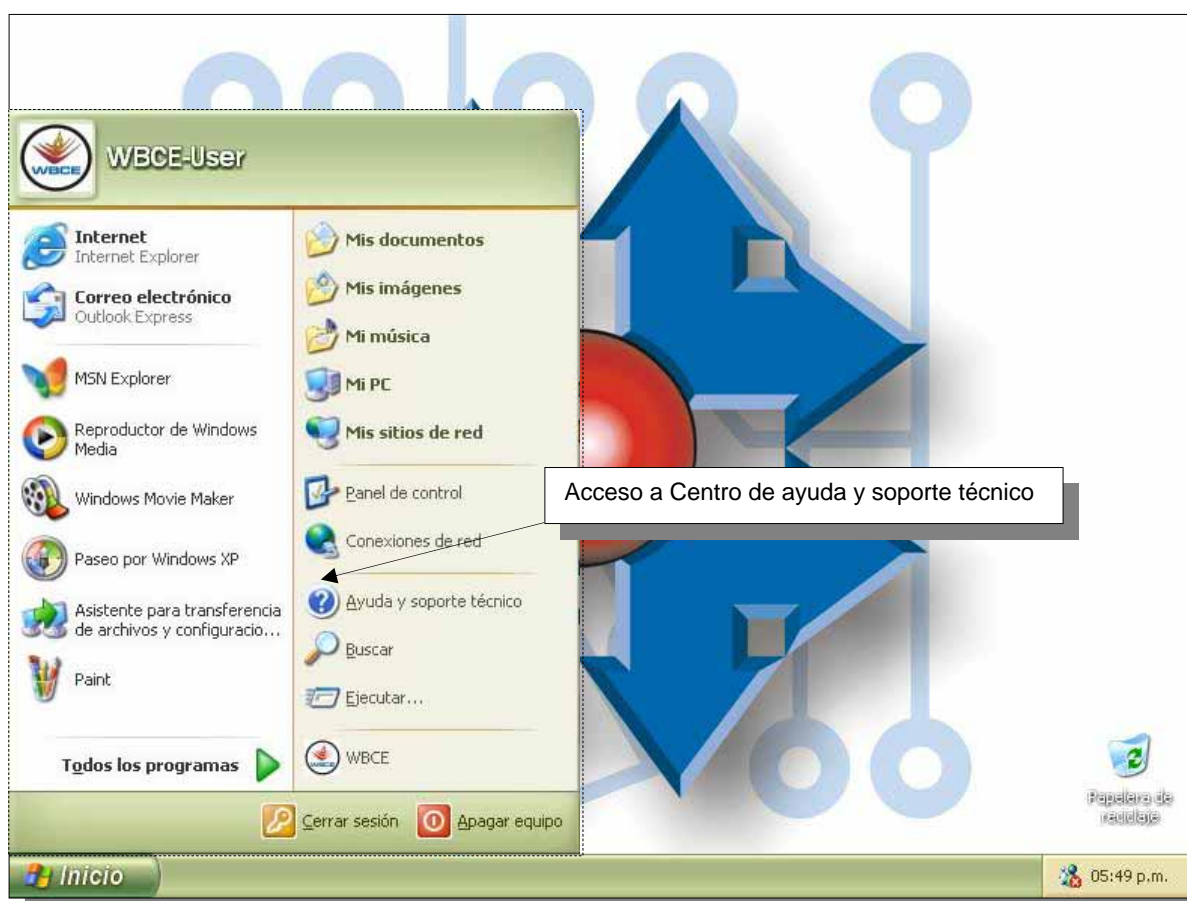 WBCE
WBCE-User
Internet
Internet Explorer
Correo electrónico
Outlook Express
MSN Explorer
Reproductor de Windows
Media
Windows Movie Maker
Paseo por Windows XP
Asistente para transferencia
de archivos y configuracio...
Paint
Todos los programas
Mis documentos
Mis imágenes
Mi música
Mi PC
Mis sitios de red
Panel de control
Conexiones de red
Ayuda y soporte técnico
Buscar
Ejecutar...
WBCE
WBCE
Acceso a Centro de ayuda y soporte técnico
Cerrar sesión
Apagar equipo
Papelera de
reciclaje
Inicio
05:49 p.m.